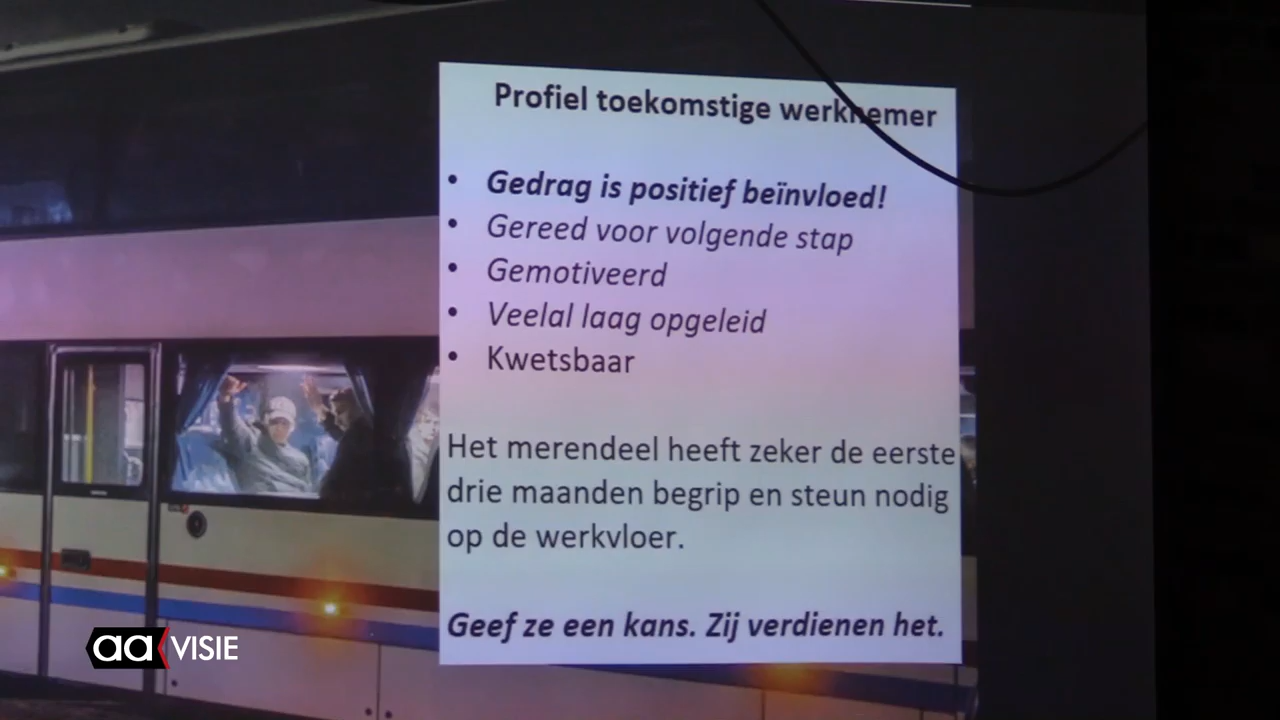 Profiel toekomstige werknemer
• Gedrag is positief beïnvloed!
• Gereed voor volgende stap
• Gemotiveerd
• Veelal laag opgeleid
• Kwetsbaar
Het merendeel heeft zeker de eerste
drie maanden begrip en steun nodig
op de werkvloer.
Geef ze een kans. Zij verdienen het.
aa VISIE